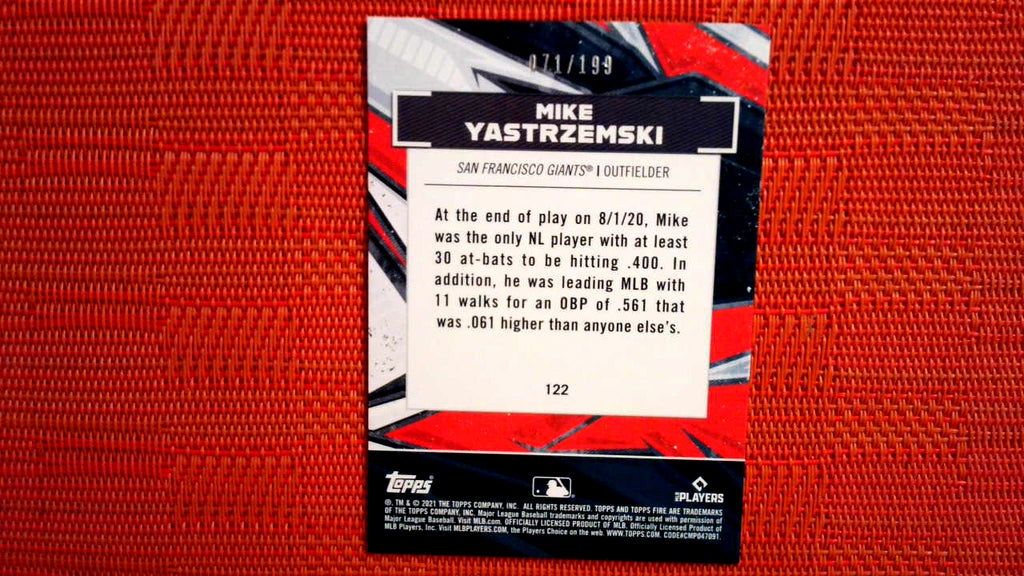 071/199
MIKE
YASTRZEMSKI
SAN FRANCISCO GIANTS® | OUTFIELDER
At the end of play on 8/1/20, Mike
was the only NL player with at least
30 at-bats to be hitting .400. In
addition, he was leading MLB with
11 walks for an OBP of .561 that
was .061 higher than anyone else's.
122
Topps®
MLB PLAYERS
®, TM & © 2021 THE TOPPS COMPANY, INC. ALL RIGHTS RESERVED. TOPPS AND TOPPS FIRE ARE TRADEMARKS
OF THE TOPPS COMPANY, INC. Major League Baseball trademarks and copyrights are used with permission of
Major League Baseball. Visit MLB.com. OFFICIALLY LICENSED PRODUCT OF MLB. Officially Licensed Product of
MLB Players, Inc. Visit MLBPLAYERS.COM, the Players Choice on the web. WWW.TOPPS.COM. CODE#CMP047091.